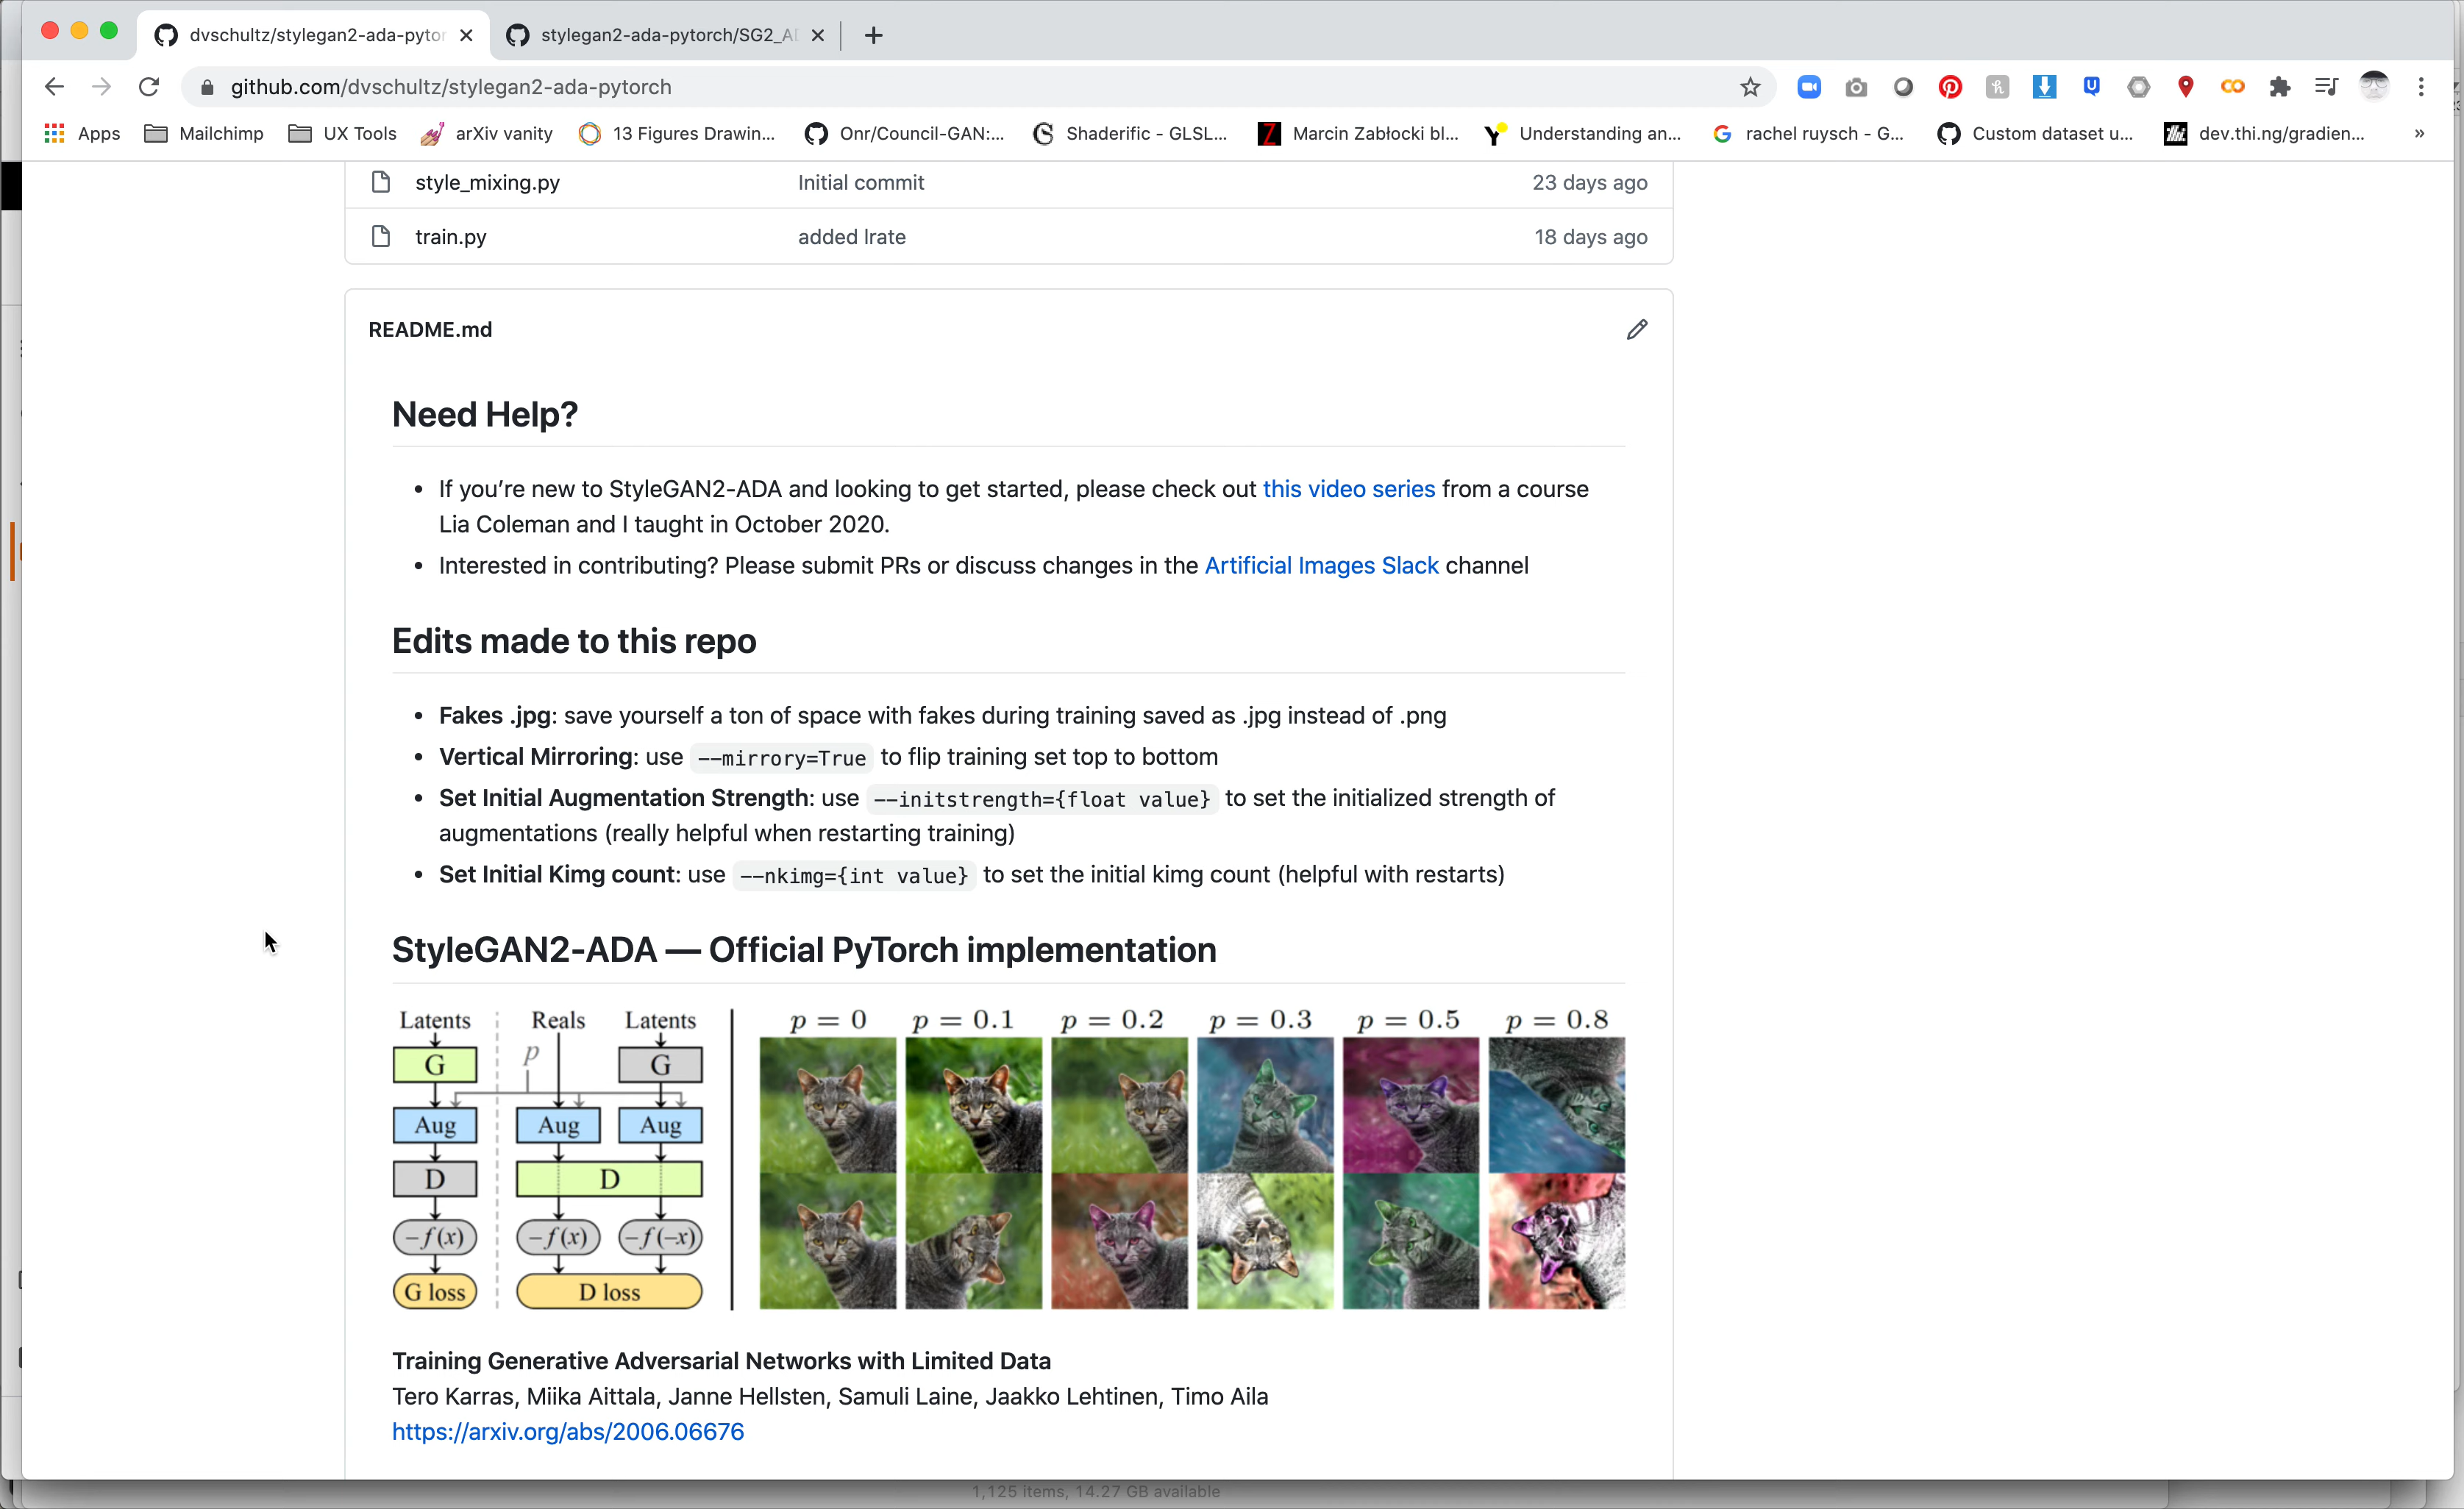 dvschultz/stylegan2-ada-pytor
stylegan2-ada-pytorch/SG2_A
github.com/dvschultz/stylegan2-ada-pytorch
Apps Mailchimp UX Tools arXiv vanity 13 Figures Drawin... Onr/Council-GAN:... Shaderific - GLSL... Marcin Zabłocki bl... Understanding an... rachel ruysch - G... Custom dataset u... dev.thi.ng/gradien... »
style_mixing.py Initial commit 23 days ago
train.py added lrate 18 days ago
README.md
Need Help?
• If you're new to StyleGAN2-ADA and looking to get started, please check out this video series from a course
Lia Coleman and I taught in October 2020.
• Interested in contributing? Please submit PRs or discuss changes in the Artificial Images Slack channel
Edits made to this repo
• Fakes .jpg: save yourself a ton of space with fakes during training saved as .jpg instead of .png
• Vertical Mirroring: use --mirrory=True to flip training set top to bottom
• Set Initial Augmentation Strength: use --initstrength={float value} to set the initialized strength of
augmentations (really helpful when restarting training)
• Set Initial Kimg count: use --nkimg={int value} to set the initial kimg count (helpful with restarts)
StyleGAN2-ADA — Official PyTorch implementation
Latents Reals Latents p = 0 p = 0.1 p = 0.2 p = 0.3 p = 0.5 p = 0.8
G p G
Aug Aug Aug
D D
−f(x) −f(x) −f(−x)
G loss D loss
Training Generative Adversarial Networks with Limited Data
Tero Karras, Miika Aittala, Janne Hellsten, Samuli Laine, Jaakko Lehtinen, Timo Aila
https://arxiv.org/abs/2006.06676
1,125 items, 14.27 GB available